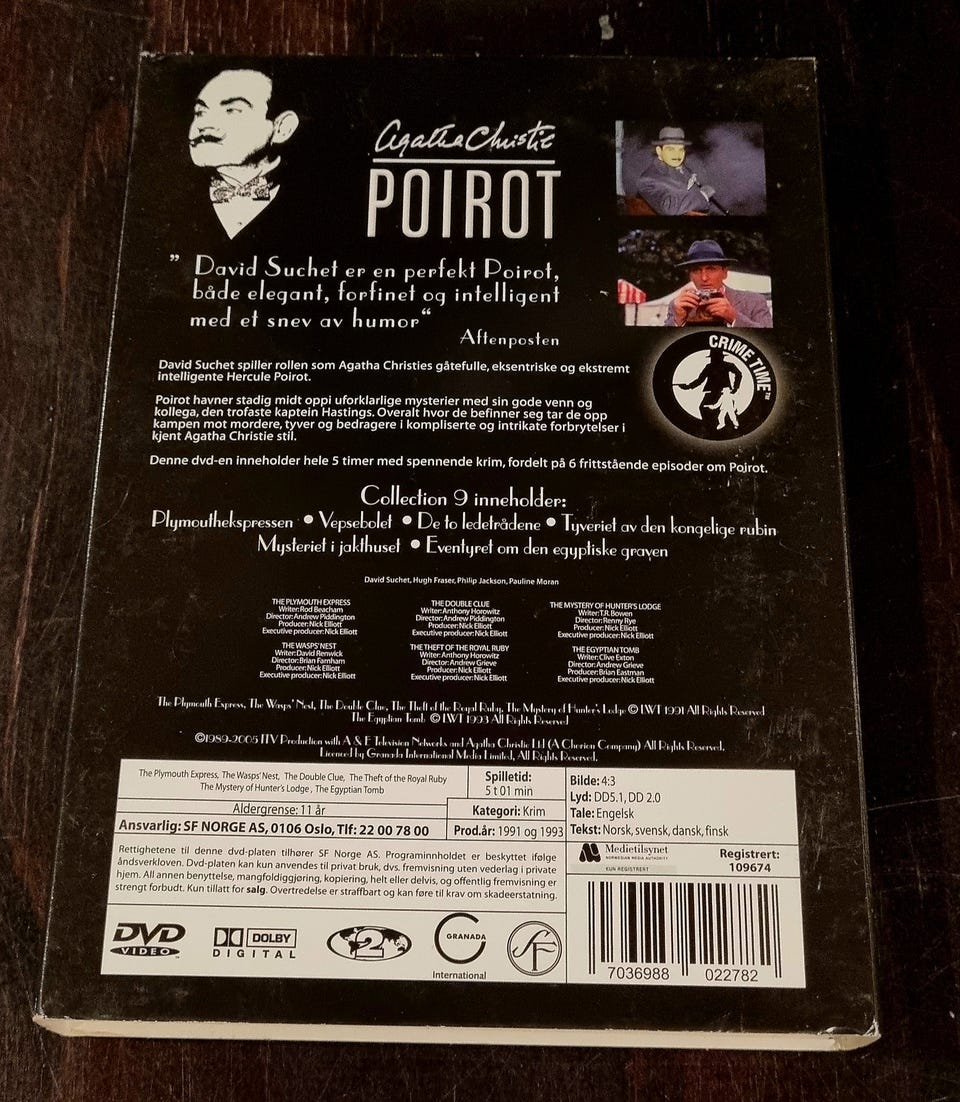 Agatha Christie
POIROT
" David Suchet er en perfekt Poirot,
både elegant, forfinet og intelligent
med et snev av humor"
Aftenposten
CRIME TIME™
David Suchet spiller rollen som Agatha Christies gåtefulle, eksentriske og ekstremt
intelligente Hercule Poirot.
Poirot havner stadig midt oppi uforklarlige mysterier med sin gode venn og
kollega, den trofaste kaptein Hastings. Overalt hvor de befinner seg tar de opp
kampen mot mordere, tyver og bedragere i kompliserte og intrikate forbrytelser i
kjent Agatha Christie stil.
Denne dvd-en inneholder hele 5 timer med spennende krim, fordelt på 6 frittstående episoder om Poirot.
Collection 9 inneholder:
Plymouthekspressen • Vepsebolet • De to ledetrådene • Tyveriet av den kongelige rubin
Mysteriet i jakthuset • Eventyret om den egyptiske graven
David Suchet, Hugh Fraser, Philip Jackson, Pauline Moran
THE PLYMOUTH EXPRESS
Writer: Rod Beacham
Director: Andrew Piddington
Producer: Nick Elliott
Executive producer: Nick Elliott
THE DOUBLE CLUE
Writer: Anthony Horowitz
Director: Andrew Piddington
Producer: Nick Elliott
Executive producer: Nick Elliott
THE MYSTERY OF HUNTER'S LODGE
Writer: T.R. Bowen
Director: Renny Rye
Producer: Nick Elliott
Executive producer: Nick Elliott
THE WASPS' NEST
Writer: David Renwick
Director: Brian Farnham
Producer: Nick Elliott
Executive producer: Nick Elliott
THE THEFT OF THE ROYAL RUBY
Writer: Anthony Horowitz
Director: Andrew Grieve
Producer: Nick Elliott
Executive producer: Nick Elliott
THE EGYPTIAN TOMB
Writer: Clive Exton
Director: Andrew Grieve
Producer: Brian Eastman
Executive producer: Nick Elliott
The Plymouth Express, The Wasps' Nest, The Double Clue, The Theft of the Royal Ruby, The Mystery of Hunter's Lodge © LWT 1991 All Rights Reserved
The Egyptian Tomb © LWT 1993 All Rights Reserved
©1989-2005 ITV Production with A & E Television Networks and Agatha Christie Ltd (A Chorion Company) All Rights Reserved.
Licenced by Granada International Media Limited, All Rights Reserved.
The Plymouth Express, The Wasps' Nest, The Double Clue, The Theft of the Royal Ruby
The Mystery of Hunter's Lodge , The Egyptian Tomb
Aldergrense: 11 år
Ansvarlig: SF NORGE AS, 0106 Oslo, Tlf: 22 00 78 00
Spilletid:
5 t 01 min
Kategori: Krim
Prod.år: 1991 og 1993
Bilde: 4:3
Lyd: DD5.1, DD 2.0
Tale: Engelsk
Tekst: Norsk, svensk, dansk, finsk
Rettighetene til denne dvd-platen tilhører SF Norge AS. Programinnholdet er beskyttet ifølge
åndsverkloven. Dvd-platen kan kun anvendes til privat bruk, dvs. fremvisning uten vederlag i private
hjem. All annen benyttelse, mangfoldiggjøring, kopiering, helt eller delvis, og offentlig fremvisning er
strengt forbudt. Kun tillatt for salg. Overtredelse er straffbart og kan føre til krav om skadeerstatning.
Medietilsynet
NORWEGIAN MEDIA AUTHORITY
KUN REGISTRERT
Registrert:
109674
DVD
VIDEO
DOLBY
DIGITAL
2
GRANADA
International
SF
7036988 022782